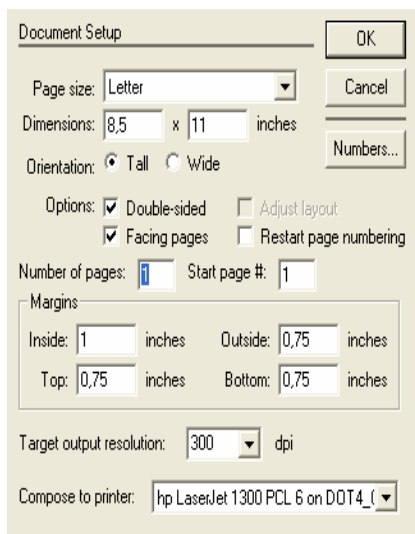 Document Setup
OK
Page size: Letter
Cancel
Dimensions: 8,5 x 11 inches
Numbers...
Orientation: Tall Wide
Options: Double-sided Adjust layout
Facing pages Restart page numbering
Number of pages: 1 Start page #: 1
Margins
Inside: 1 inches Outside: 0,75 inches
Top: 0,75 inches Bottom: 0,75 inches
Target output resolution: 300 dpi
Compose to printer: hp LaserJet 1300 PCL 6 on DOT4_(